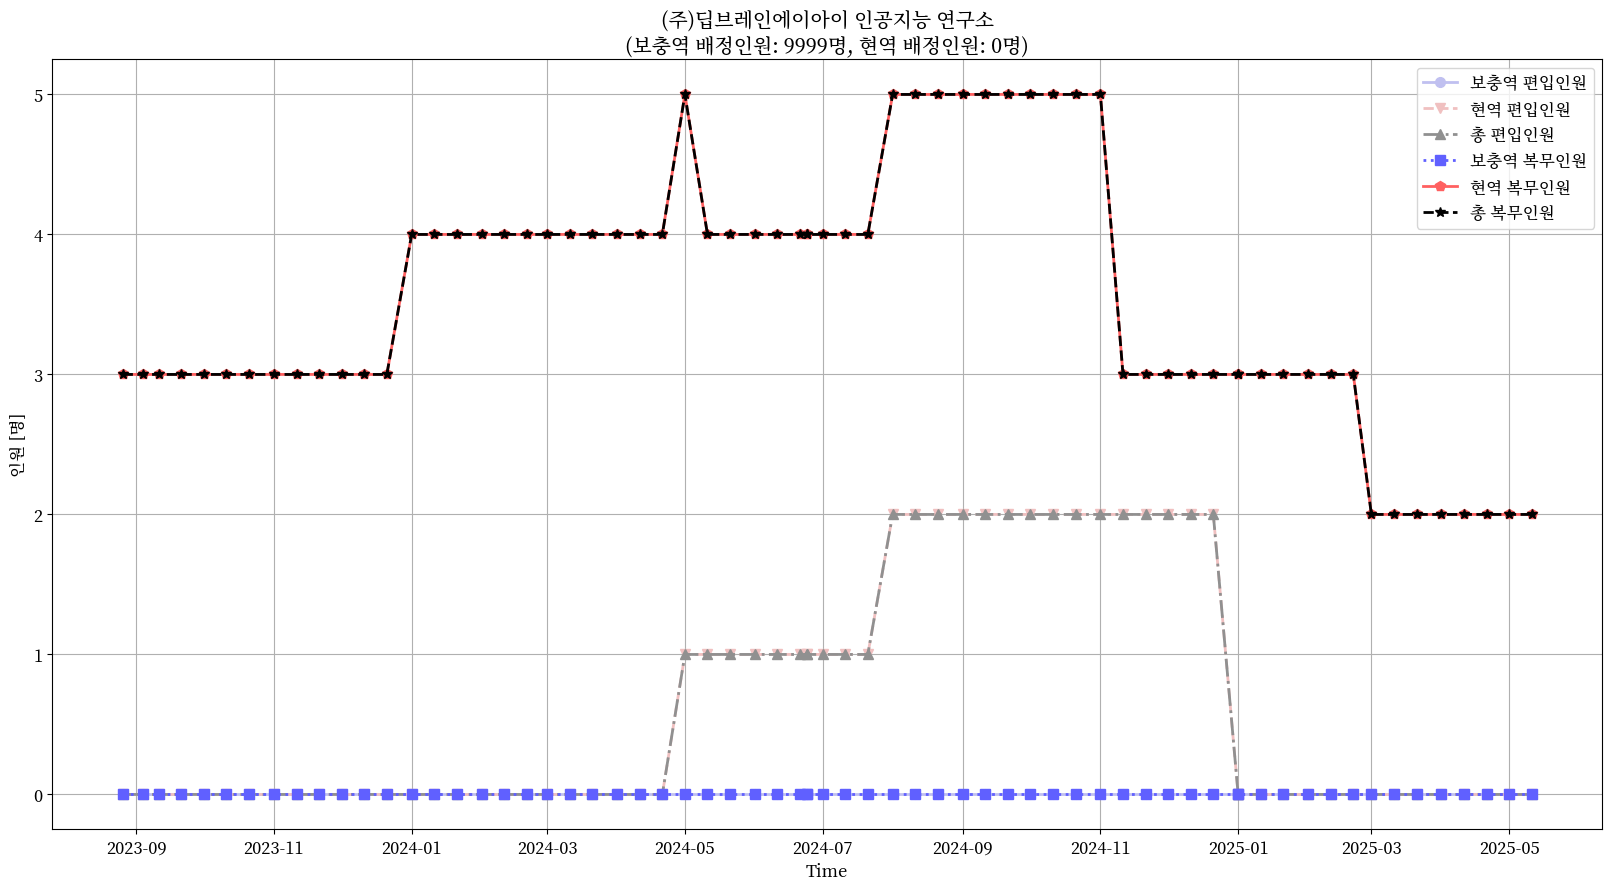 (주)딥브레인에이아이 인공지능 연구소
(보충역 배정인원: 9999명, 현역 배정인원: 0명)
보충역 편입인원
현역 편입인원
총 편입인원
보충역 복무인원
현역 복무인원
총 복무인원
인원 [명]
5
4
3
2
1
0
2023-09 2023-11 2024-01 2024-03 2024-05 2024-07 2024-09 2024-11 2025-01 2025-03 2025-05
Time